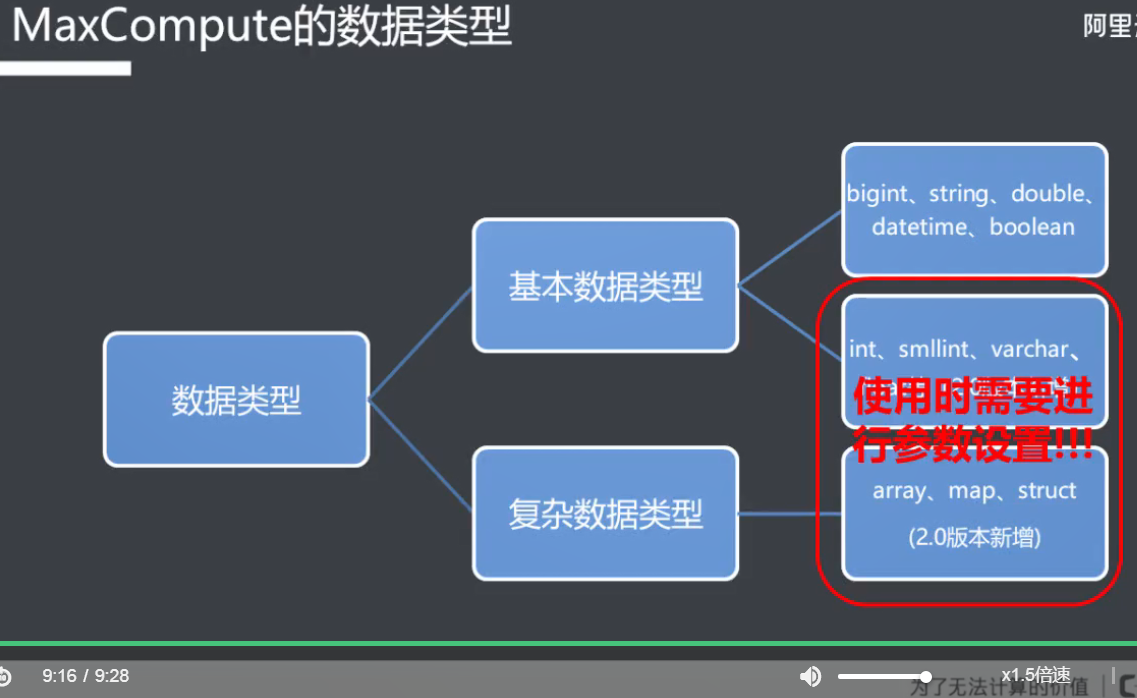 MaxCompute的数据类型
阿里
bigint、string、double、
datetime、boolean
基本数据类型
int、smllint、varchar、
使用时需要进
行参数设置!!!
数据类型
array、map、struct
(2.0版本新增)
复杂数据类型
9:16 / 9:28
x1.5倍速
为了无法计算的价值